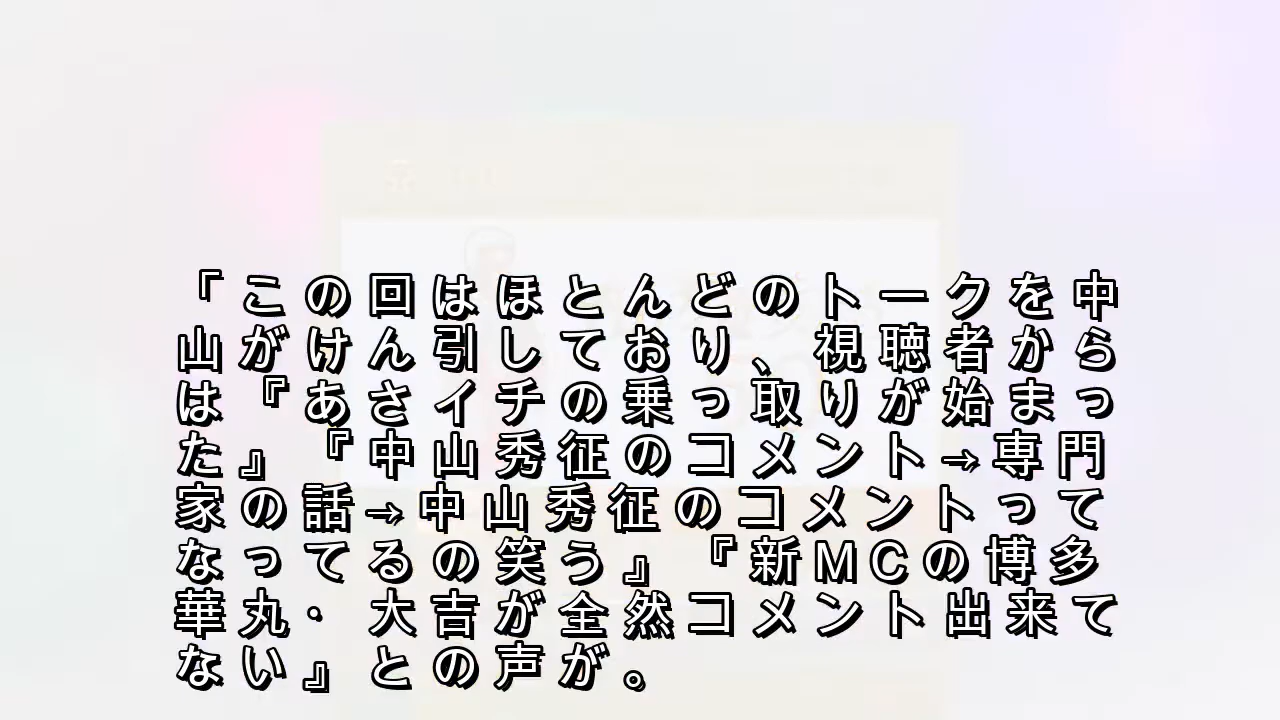 「この回はほとんどのトークを中
山がけん引しており、視聴者から
は『あさイチの乗っ取りが始まっ
た』『中山秀征のコメント→専門
家の話→中山秀征のコメントって
なってるの笑う』『新MCの博多
華丸・大吉が全然コメント出来て
ない』との声が。